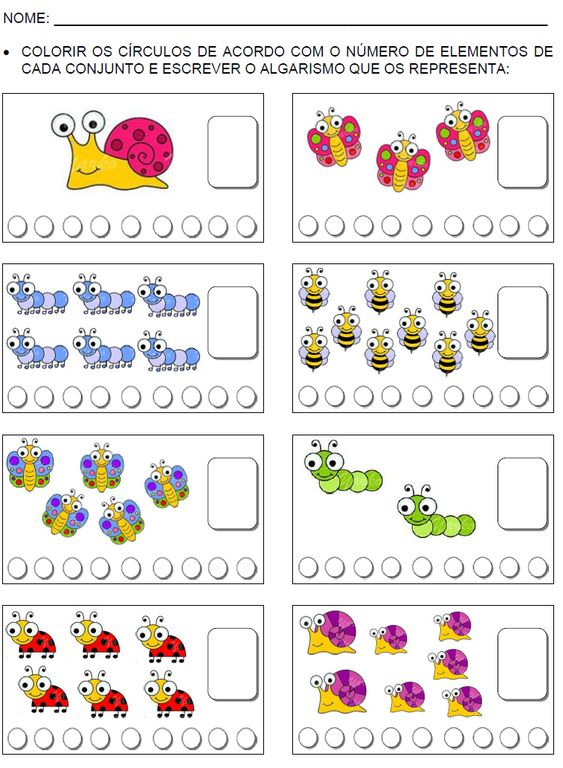 NOME:
• COLORIR OS CÍRCULOS DE ACORDO COM O NÚMERO DE ELEMENTOS DE
CADA CONJUNTO E ESCREVER O ALGARISMO QUE OS REPRESENTA: